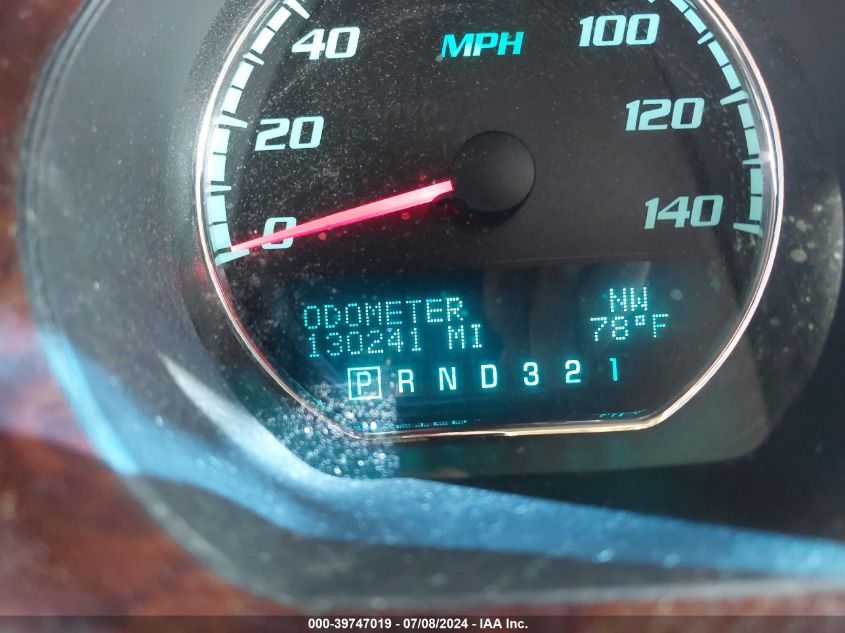 40 MPH 100
20 120
0 140
ODOMETER NW
130241 MI 78°F
P R N D 3 2 1
000-39747019 - 07/08/2024 - IAA Inc.